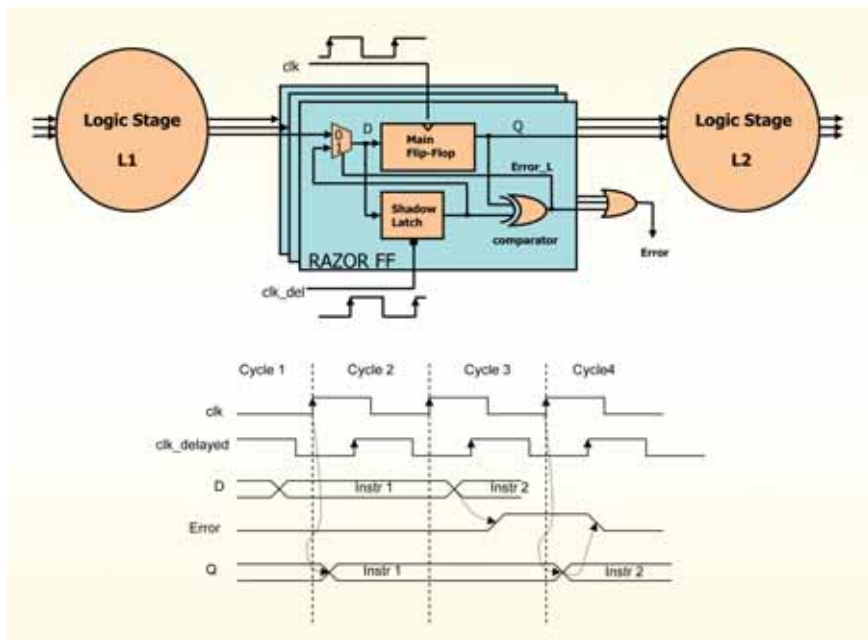 clk
Logic Stage
L1
0
1
D
Main
Flip-Flop
Q
Error_L
Shadow
Latch
comparator
RAZOR FF
clk_del
Error
Logic Stage
L2
Cycle 1 Cycle 2 Cycle 3 Cycle4
clk
clk_delayed
D Instr 1 Instr 2
Error
Q Instr 1 Instr 2